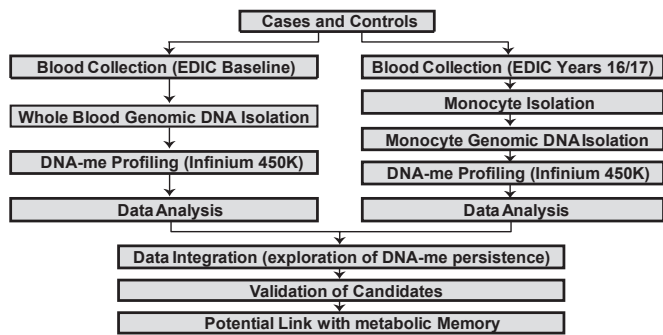 Cases and Controls
Blood Collection (EDIC Baseline)
Whole Blood Genomic DNA Isolation
DNA-me Profiling (Infinium 450K)
Data Analysis
Blood Collection (EDIC Years 16/17)
Monocyte Isolation
Monocyte Genomic DNA Isolation
DNA-me Profiling (Infinium 450K)
Data Analysis
Data Integration (exploration of DNA-me persistence)
Validation of Candidates
Potential Link with metabolic Memory